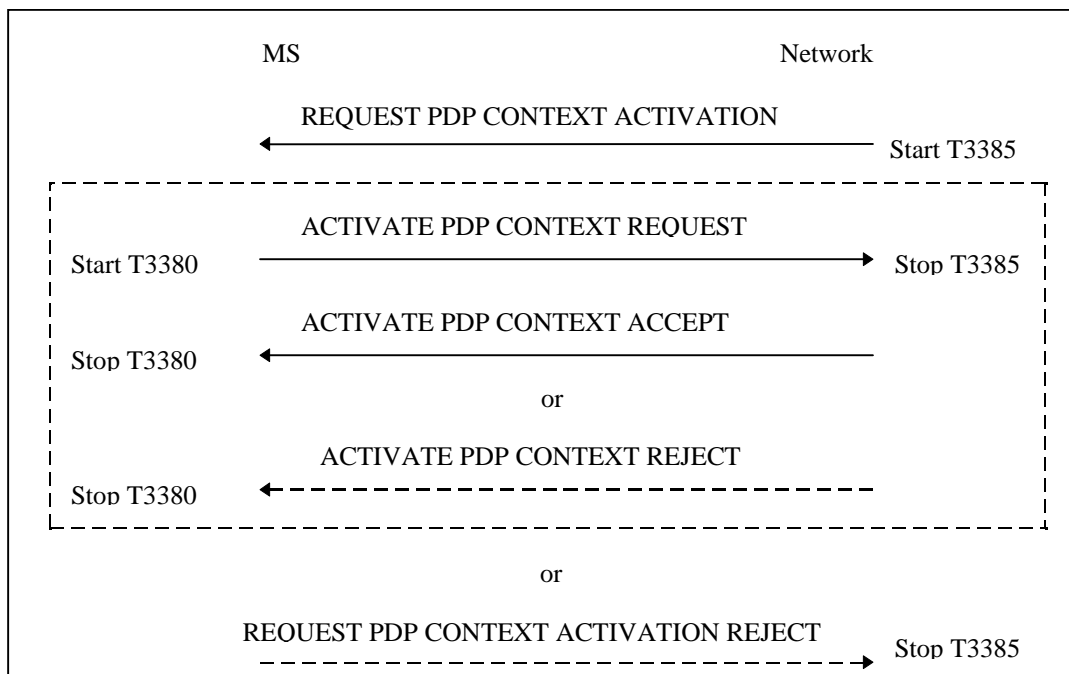 MS Network
REQUEST PDP CONTEXT ACTIVATION
Start T3385
ACTIVATE PDP CONTEXT REQUEST
Start T3380 Stop T3385
ACTIVATE PDP CONTEXT ACCEPT
Stop T3380
or
ACTIVATE PDP CONTEXT REJECT
Stop T3380
or
REQUEST PDP CONTEXT ACTIVATION REJECT
Stop T3385